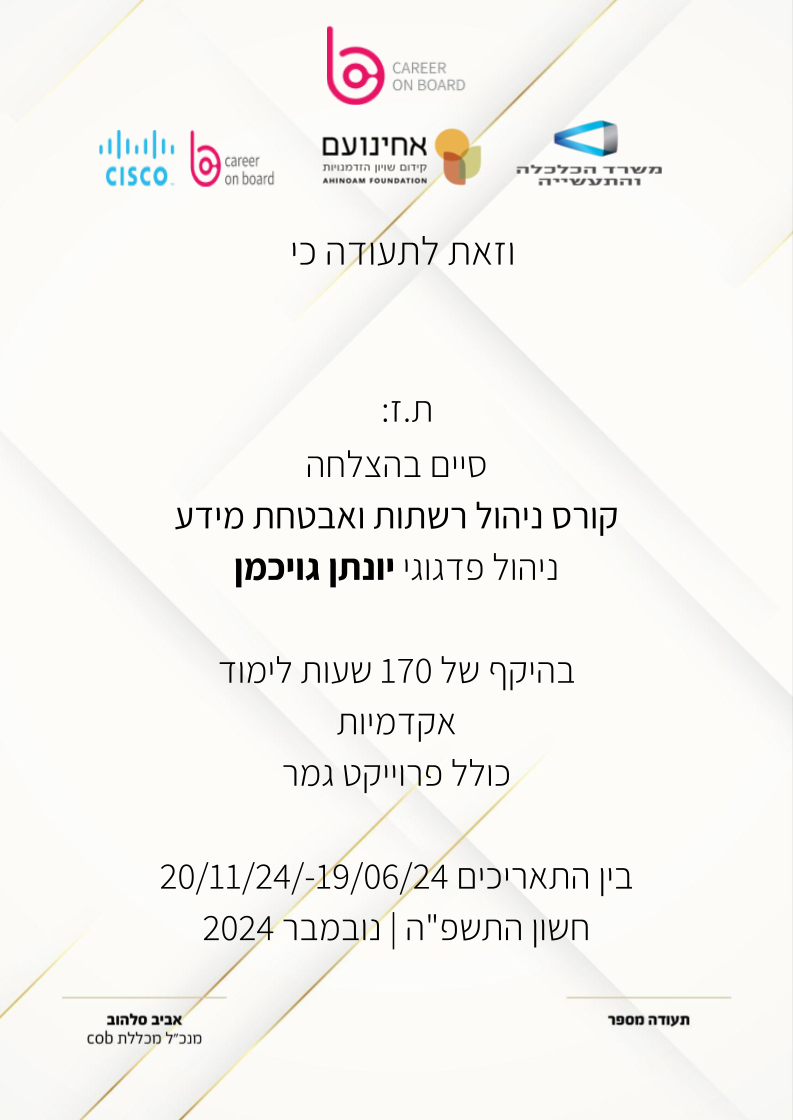 CAREER
ON BOARD
CISCO
career
on board
אחינועם
קידום שויון הזדמנויות
AHINOAM FOUNDATION
משרד הכלכלה
והתעשייה
וזאת לתעודה כי
ת.ז:
סיים בהצלחה
קורס ניהול רשתות ואבטחת מידע
ניהול פדגוגי יונתן גויכמן
בהיקף של 170 שעות לימוד
אקדמיות
כולל פרוייקט גמר
בין התאריכים 19/06/24-/20/11/24
חשון התשפ"ה | נובמבר 2024
תעודה מספר
אביב סלהוב
מנכ״ל מכללת cob